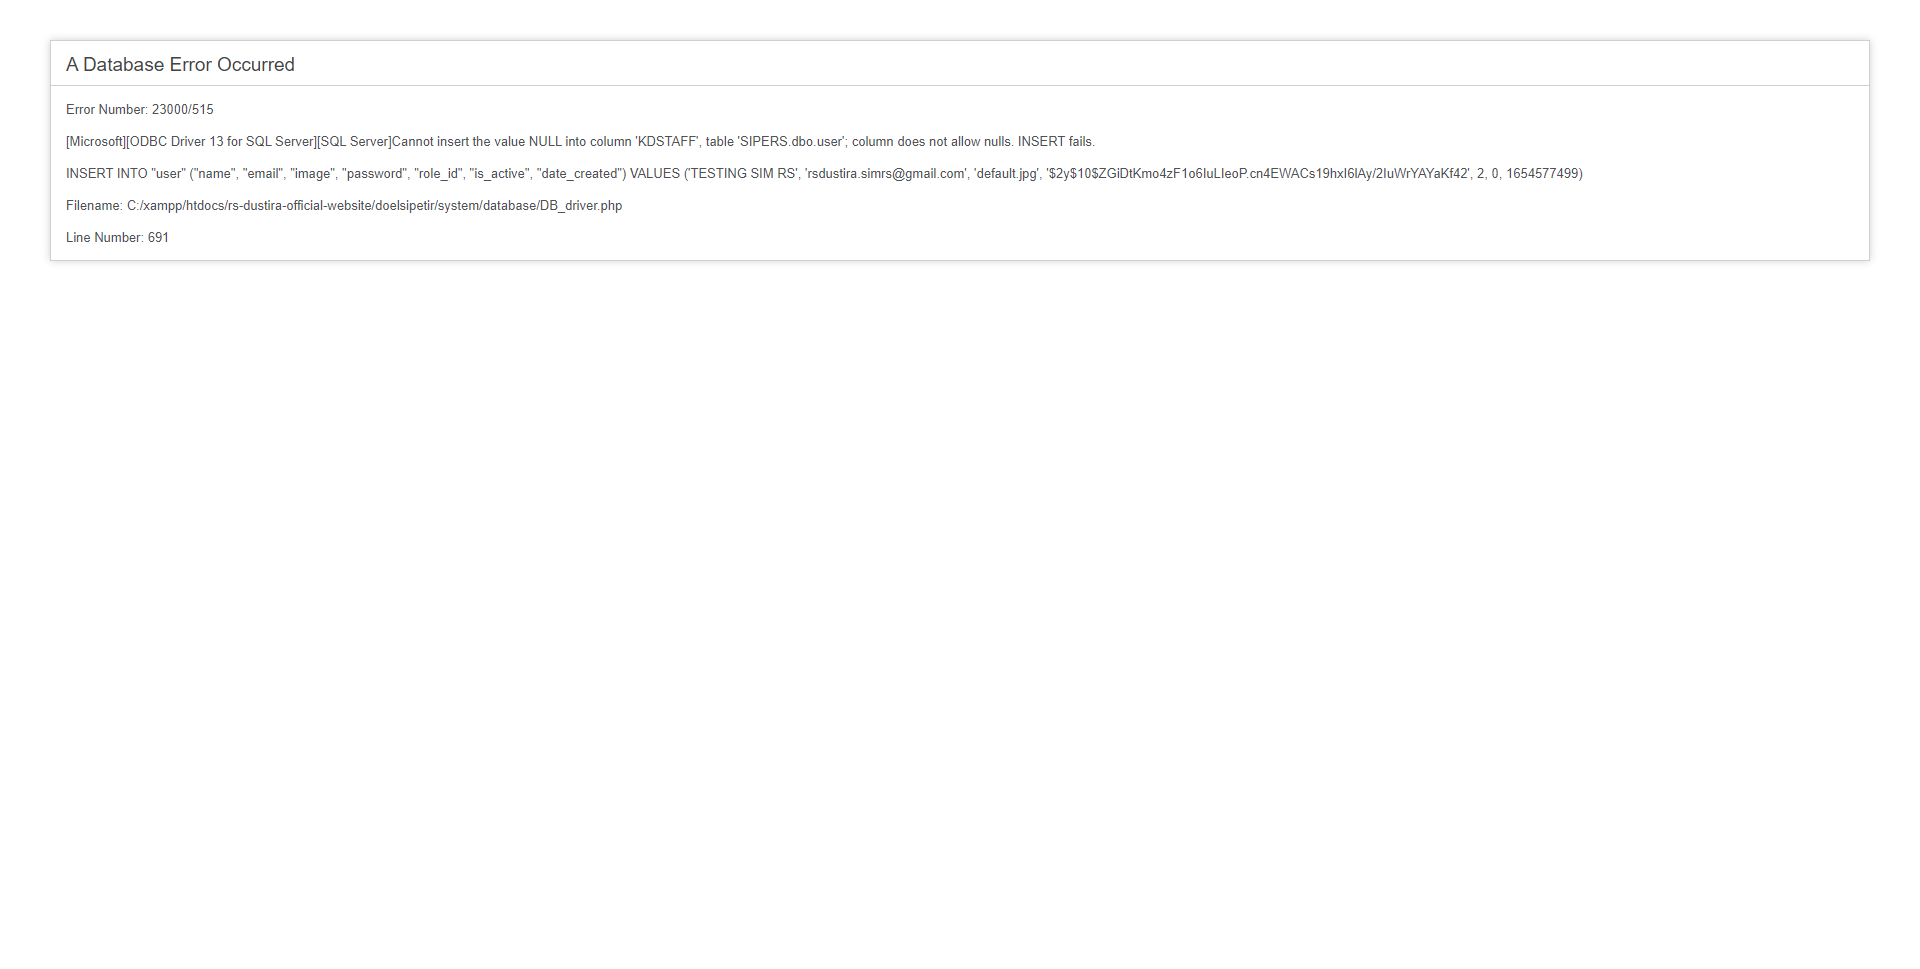 A Database Error Occurred
Error Number: 23000/515
[Microsoft][ODBC Driver 13 for SQL Server][SQL Server]Cannot insert the value NULL into column 'KDSTAFF', table 'SIPERS.dbo.user'; column does not allow nulls. INSERT fails.
INSERT INTO "user" ("name", "email", "image", "password", "role_id", "is_active", "date_created") VALUES ('TESTING SIM RS', 'rsdustira.simrs@gmail.com', 'default.jpg', '$2y$10$ZGiDtKmo4zF1o6IuLIeoP.cn4EWACs19hxI6lAy/2IuWrYAYaKf42', 2, 0, 1654577499)
Filename: C:/xampp/htdocs/rs-dustira-official-website/doelsipetir/system/database/DB_driver.php
Line Number: 691